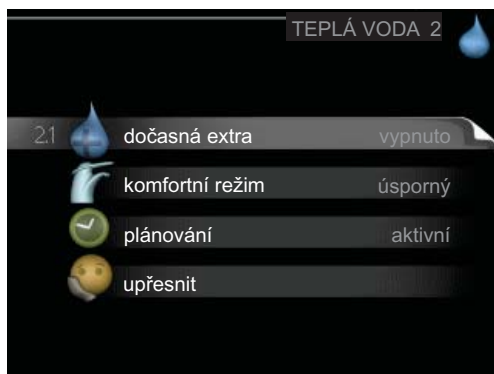 TEPLÁ VODA 2
2.1 dočasná extra vypnuto
komfortní režim úsporný
plánování aktivní
upřesnit